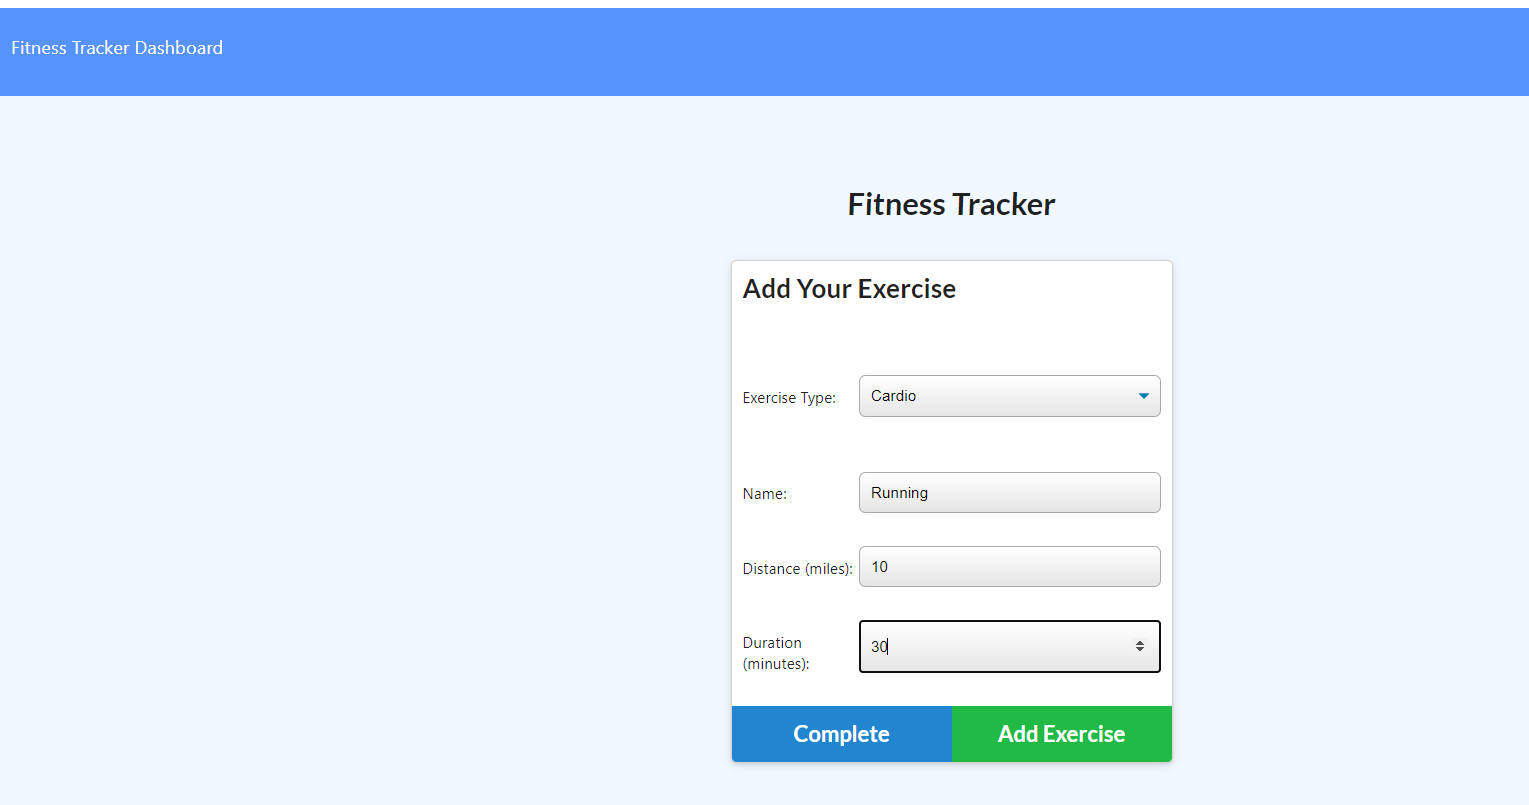 Fitness Tracker Dashboard
Fitness Tracker
Add Your Exercise
Exercise Type: Cardio
Name: Running
Distance (miles): 10
Duration (minutes): 30
Complete Add Exercise